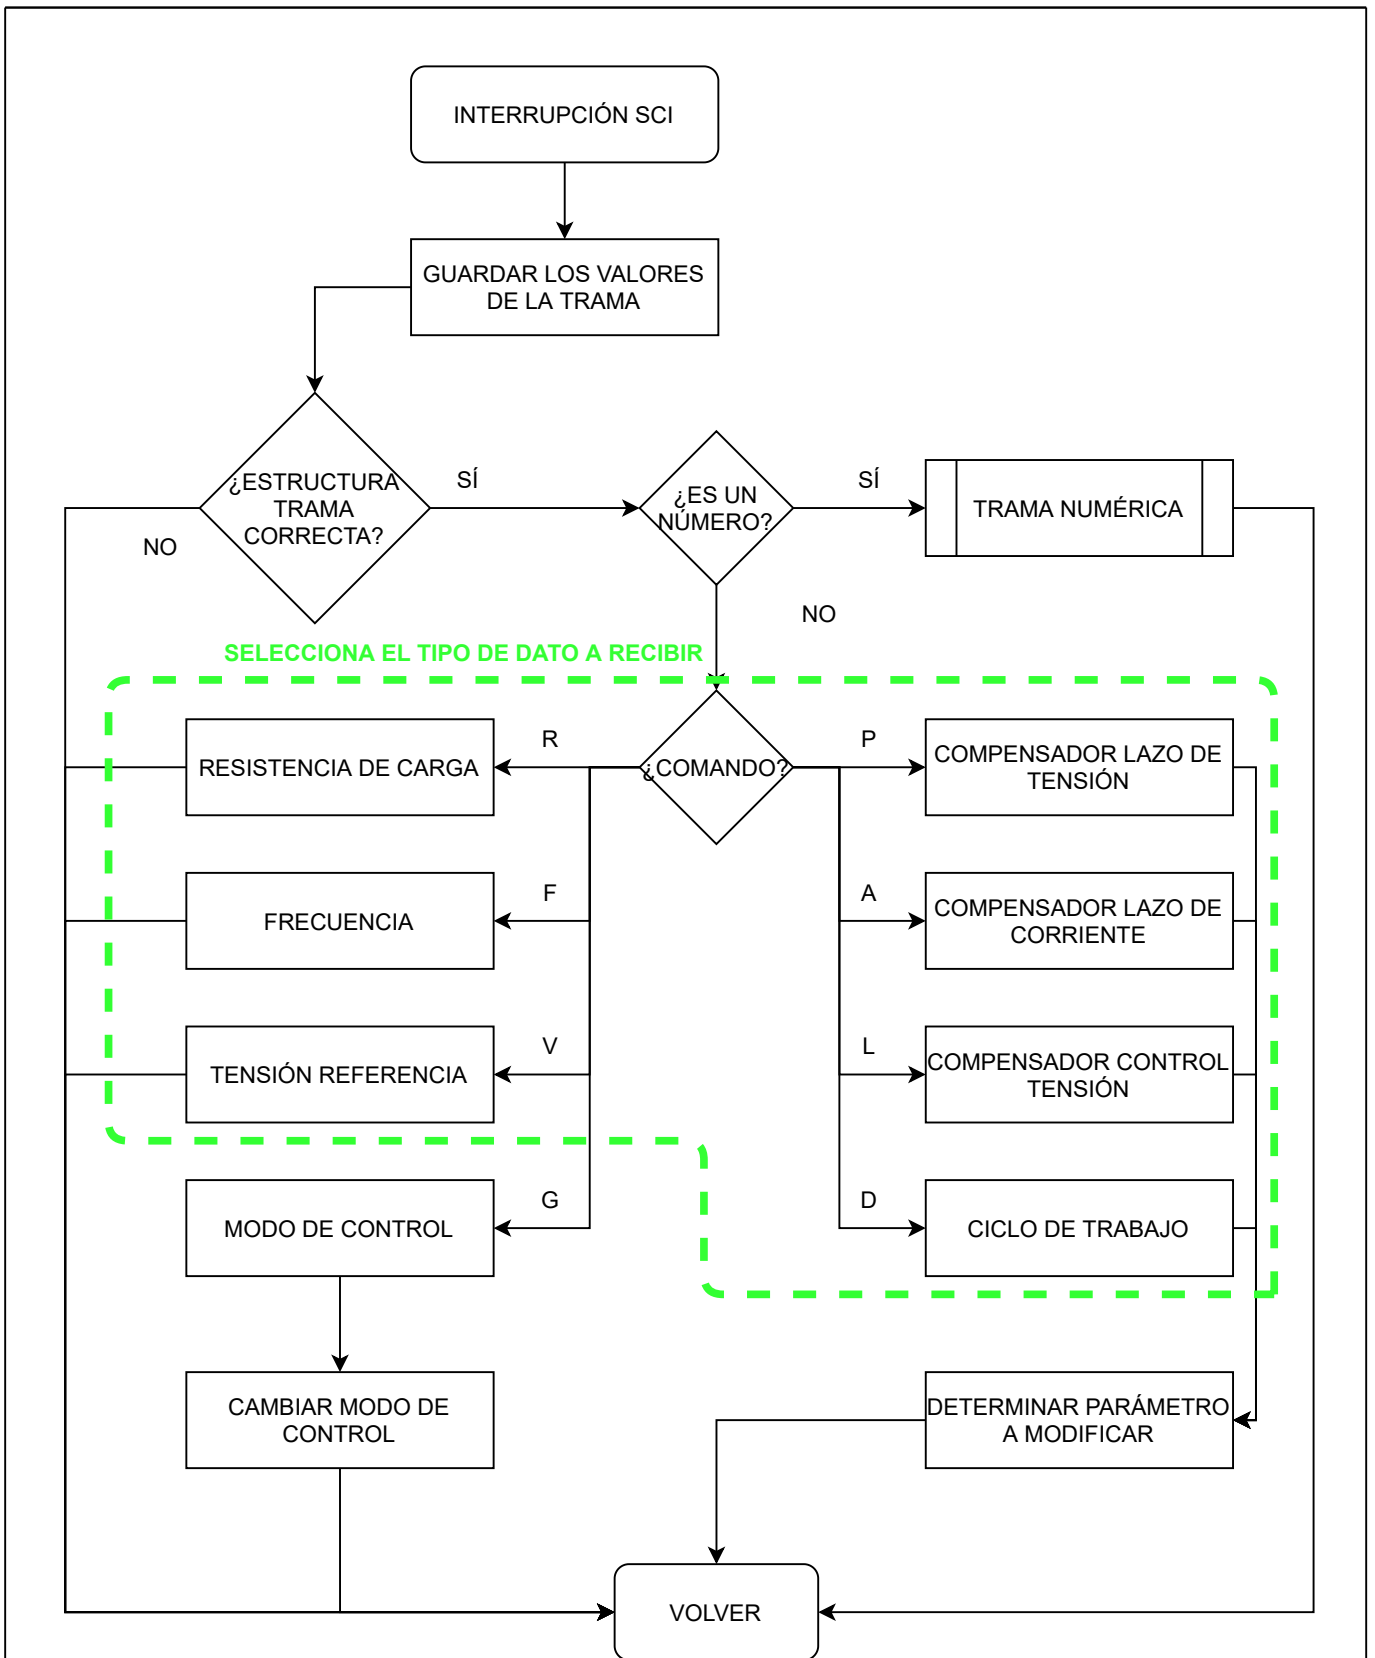 INTERRUPCIÓN SCI
GUARDAR LOS VALORES
DE LA TRAMA
¿ESTRUCTURA
TRAMA
CORRECTA?
SÍ
NO
¿ES UN
NÚMERO?
SÍ
NO
TRAMA NUMÉRICA
SELECCIONA EL TIPO DE DATO A RECIBIR
¿COMANDO?
R
RESISTENCIA DE CARGA
P
COMPENSADOR LAZO DE
TENSIÓN
F
FRECUENCIA
A
COMPENSADOR LAZO DE
CORRIENTE
V
TENSIÓN REFERENCIA
L
COMPENSADOR CONTROL
TENSIÓN
G
MODO DE CONTROL
D
CICLO DE TRABAJO
CAMBIAR MODO DE
CONTROL
DETERMINAR PARÁMETRO
A MODIFICAR
VOLVER